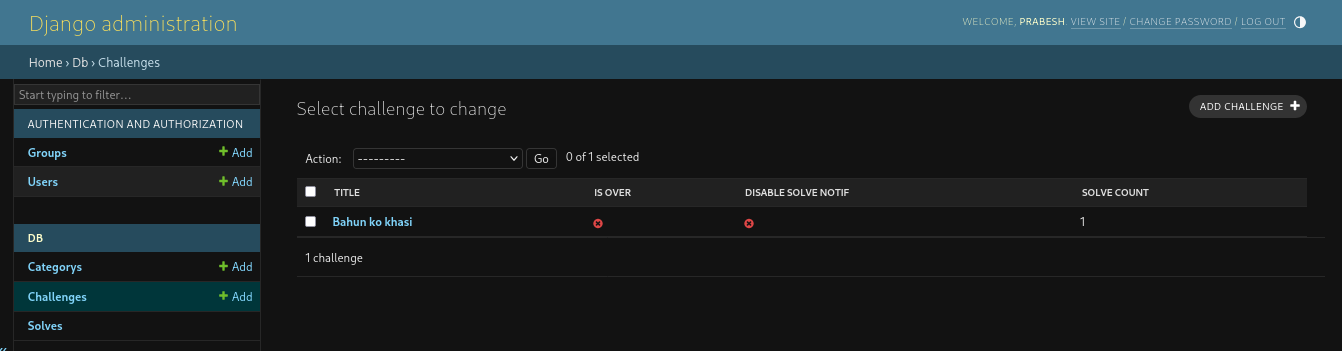 Django administration
WELCOME, PRABESH. VIEW SITE / CHANGE PASSWORD / LOG OUT
Home › Db › Challenges
Start typing to filter…
AUTHENTICATION AND AUTHORIZATION
Groups + Add
Users + Add
DB
Categorys + Add
Challenges + Add
Solves
«
Select challenge to change
ADD CHALLENGE +
Action: --------- Go 0 of 1 selected
TITLE IS OVER DISABLE SOLVE NOTIF SOLVE COUNT
Bahun ko khasi 1
1 challenge